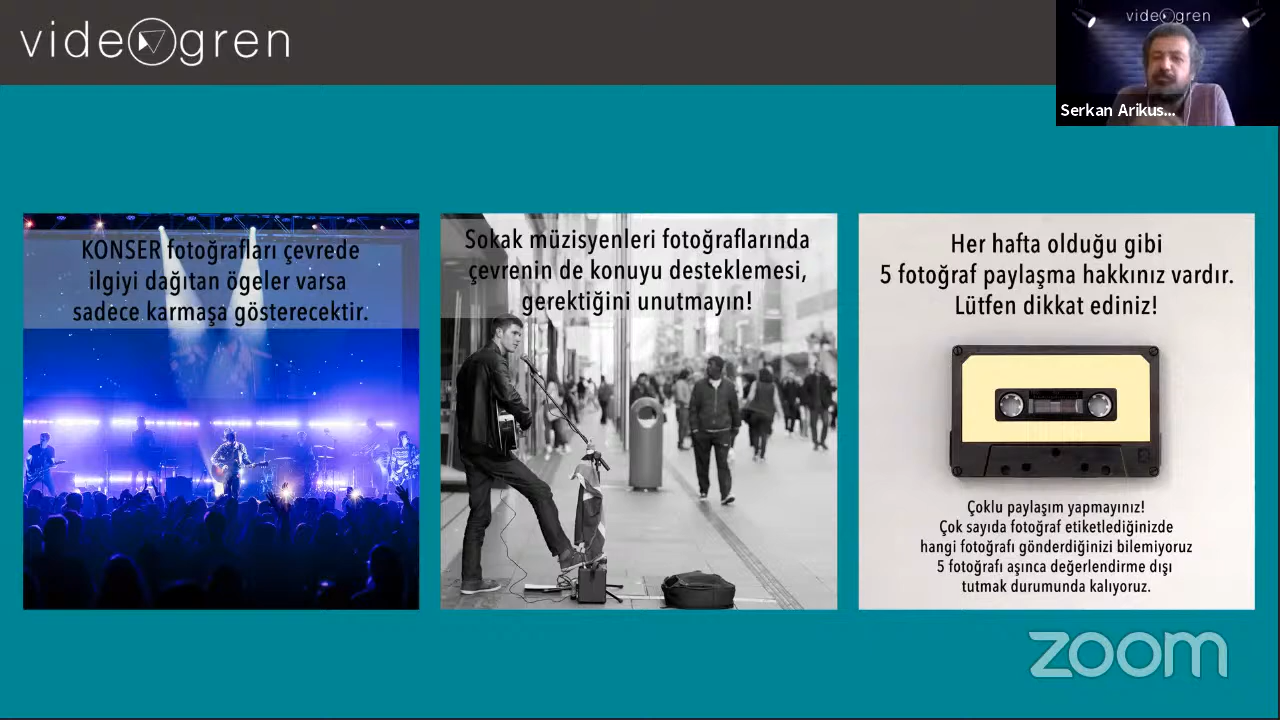 videogren
videogren
Serkan Arikus...
KONSER fotoğrafları çevrede
ilgiyi dağıtan ögeler varsa
sadece karmaşa gösterecektir.
Sokak müzisyenleri fotoğraflarında
çevrenin de konuyu desteklemesi,
gerektiğini unutmayın!
Her hafta olduğu gibi
5 fotoğraf paylaşma hakkınız vardır.
Lütfen dikkat ediniz!
Çoklu paylaşım yapmayınız!
Çok sayıda fotoğraf etiketlediğinizde
hangi fotoğrafı gönderdiğinizi bilemiyoruz
5 fotoğrafı aşınca değerlendirme dışı
tutmak durumunda kalıyoruz.
zoom